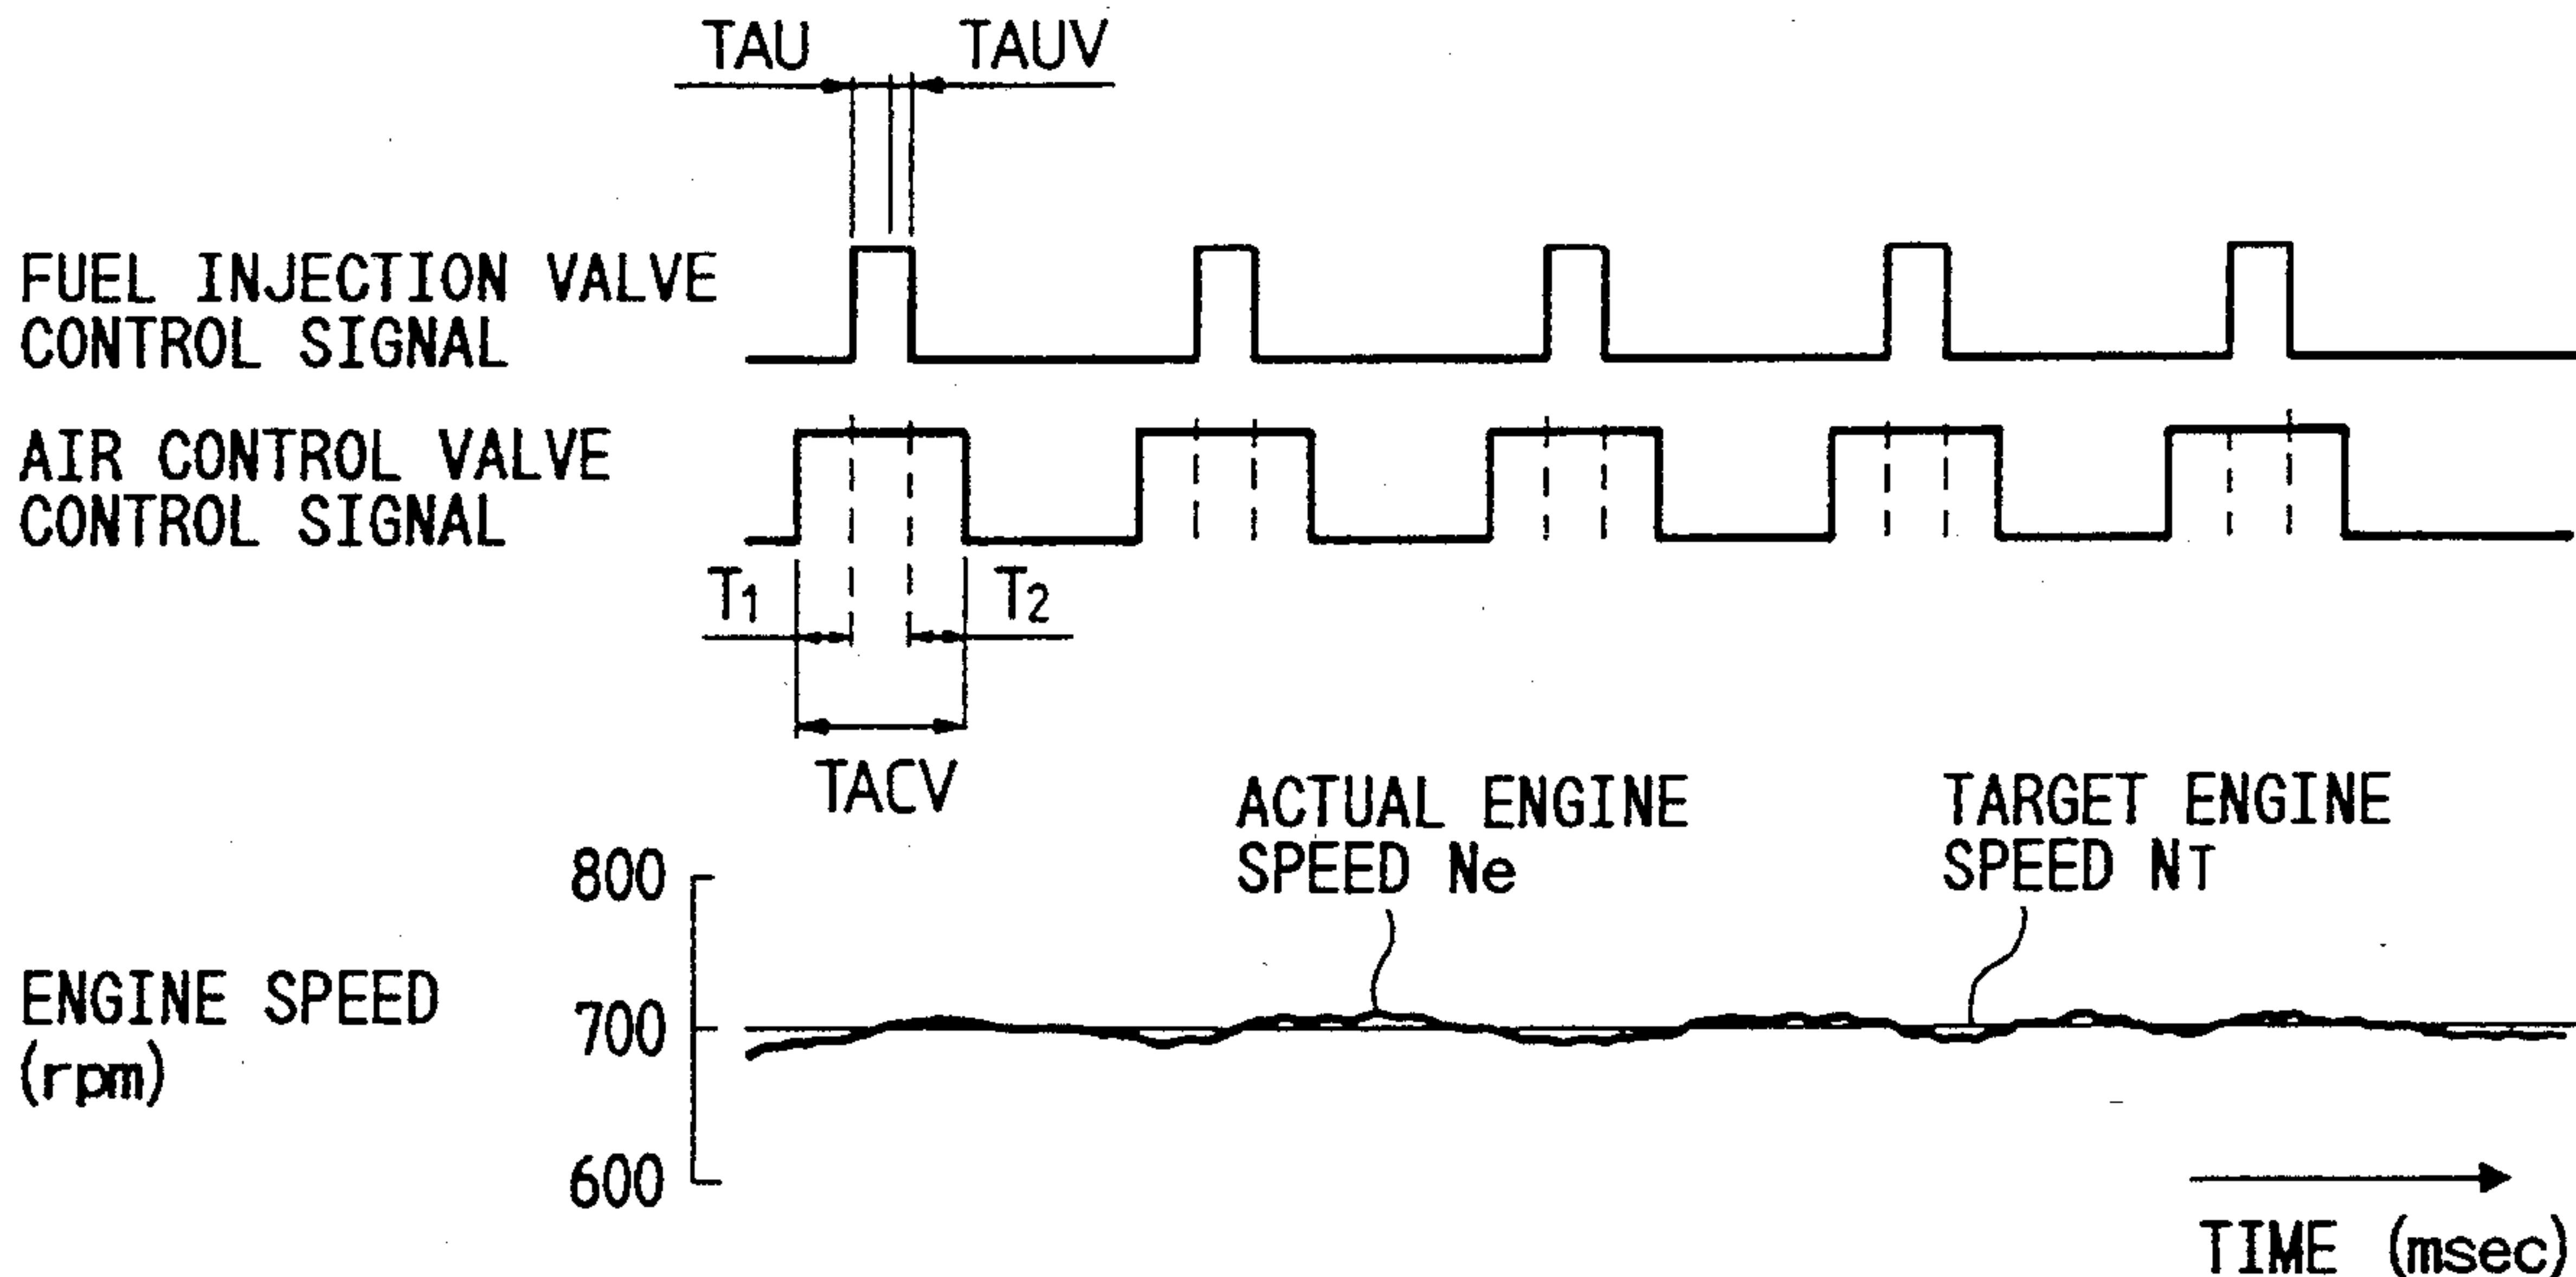 TAU TAUV
FUEL INJECTION VALVE
CONTROL SIGNAL
AIR CONTROL VALVE
CONTROL SIGNAL
T1 T2
TACV
ACTUAL ENGINE
SPEED Ne
TARGET ENGINE
SPEED NT
800
ENGINE SPEED
(rpm)
700
600
TIME (msec)